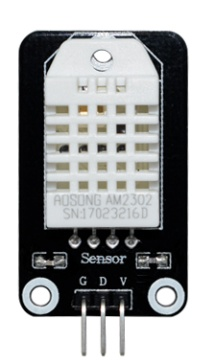 AOSONG AM2302
SN:17023216D
Sensor
G D V